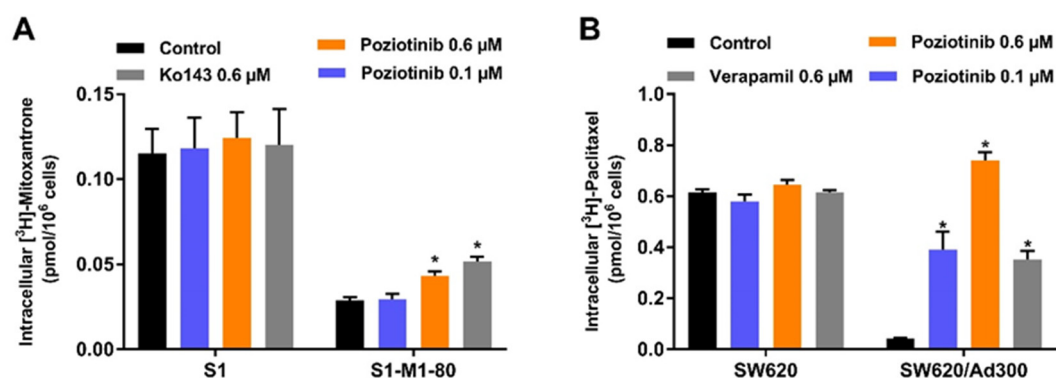 A
Control
Poziotinib 0.6 µM
Ko143 0.6 µM
Poziotinib 0.1 µM
Intracellular [³H]-Mitoxantrone
(pmol/10⁶ cells)
0.15
0.10
0.05
0.00
*
*
S1
S1-M1-80
B
Control
Poziotinib 0.6 µM
Verapamil 0.6 µM
Poziotinib 0.1 µM
Intracellular [³H]-Paclitaxel
(pmol/10⁶ cells)
1.0
0.8
0.6
0.4
0.2
0.0
*
*
*
SW620
SW620/Ad300